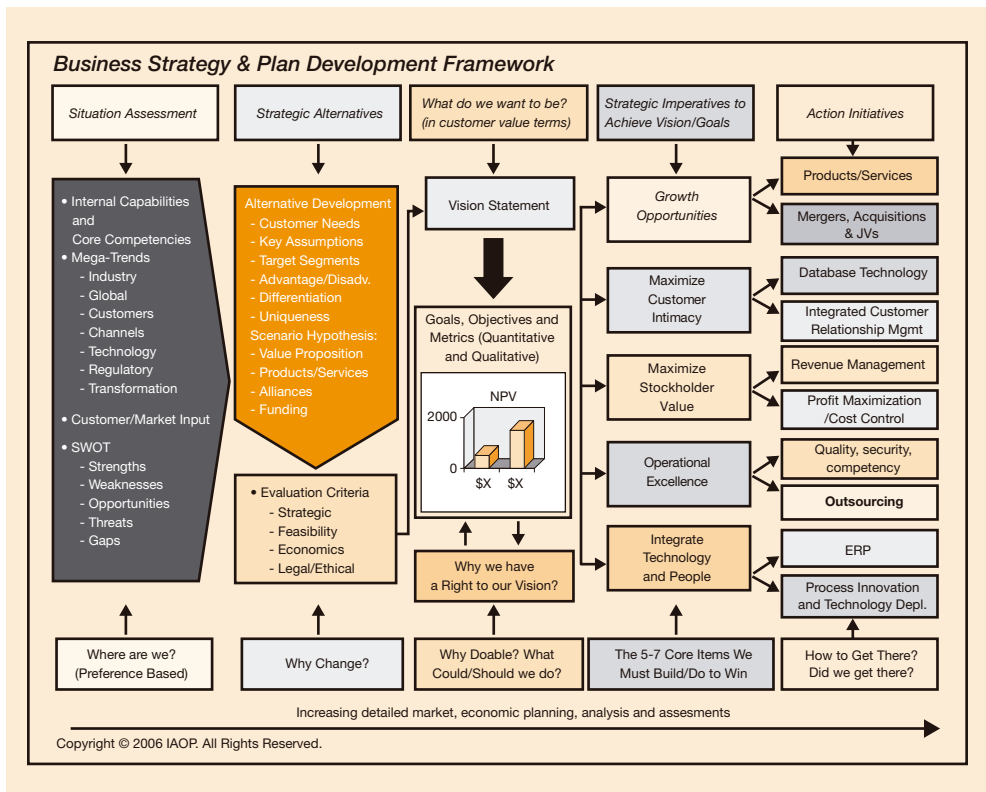 Business Strategy & Plan Development Framework
Situation Assessment
Strategic Alternatives
What do we want to be?
(in customer value terms)
Strategic Imperatives to
Achieve Vision/Goals
Action Initiatives
• Internal Capabilities
and
Core Competencies
• Mega-Trends
- Industry
- Global
- Customers
- Channels
- Technology
- Regulatory
- Transformation
• Customer/Market Input
• SWOT
- Strengths
- Weaknesses
- Opportunities
- Threats
- Gaps
Alternative Development
- Customer Needs
- Key Assumptions
- Target Segments
- Advantage/Disadv.
- Differentiation
- Uniqueness
Scenario Hypothesis:
- Value Proposition
- Products/Services
- Alliances
- Funding
• Evaluation Criteria
- Strategic
- Feasibility
- Economics
- Legal/Ethical
Vision Statement
Goals, Objectives and
Metrics (Quantitative
and Qualitative)
NPV
2000
0
$X $X
Why we have
a Right to our Vision?
Growth
Opportunities
Maximize
Customer
Intimacy
Maximize
Stockholder
Value
Operational
Excellence
Integrate
Technology
and People
Products/Services
Mergers, Acquisitions
& JVs
Database Technology
Integrated Customer
Relationship Mgmt
Revenue Management
Profit Maximization
/Cost Control
Quality, security,
competency
Outsourcing
ERP
Process Innovation
and Technology Depl.
Where are we?
(Preference Based)
Why Change?
Why Doable? What
Could/Should we do?
The 5-7 Core Items We
Must Build/Do to Win
How to Get There?
Did we get there?
Increasing detailed market, economic planning, analysis and assesments
Copyright © 2006 IAOP. All Rights Reserved.